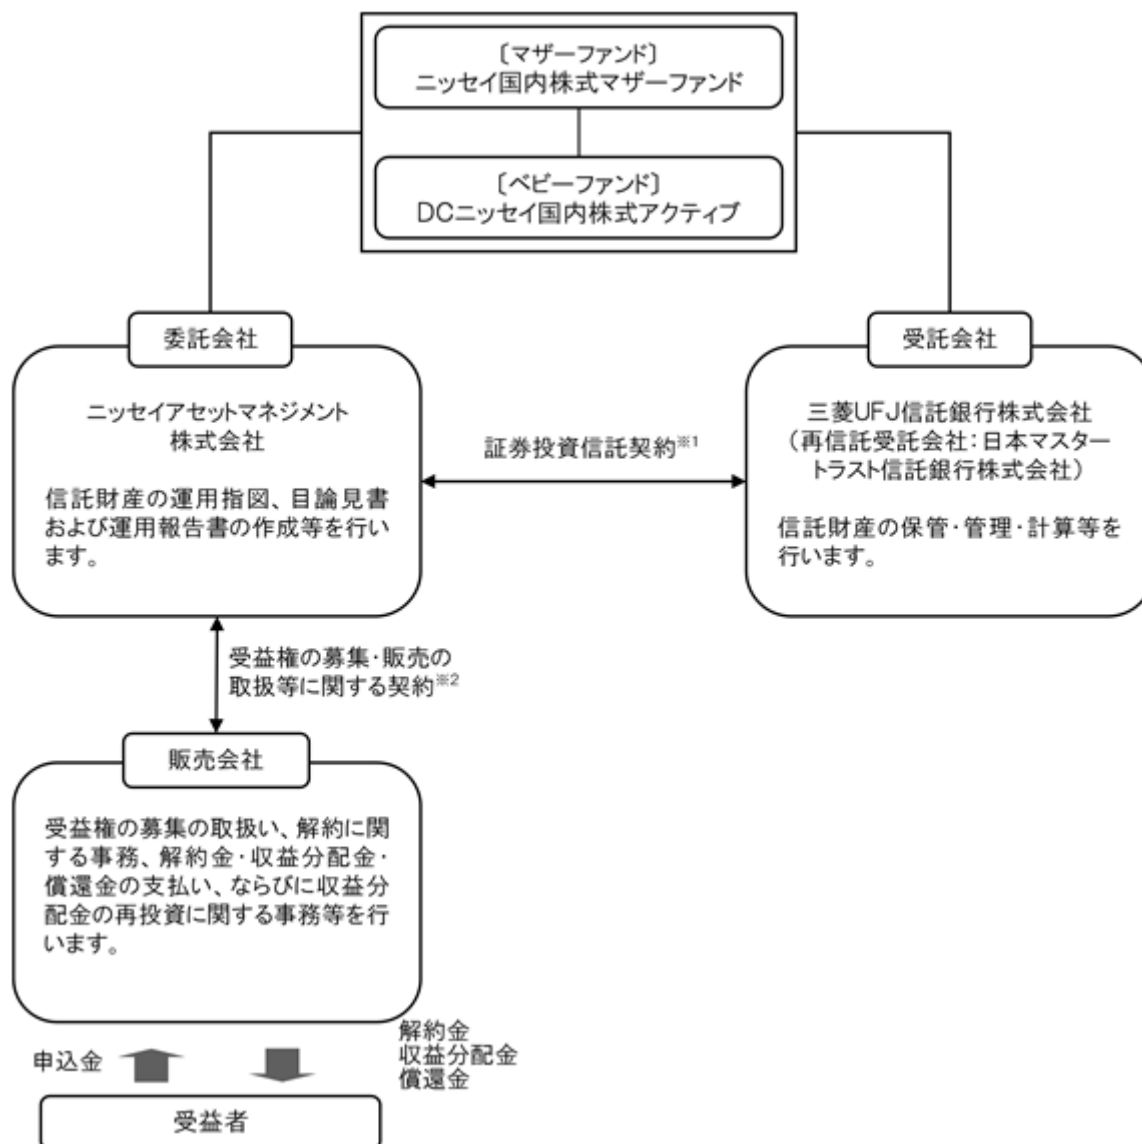 〔マザーファンド〕
ニッセイ国内株式マザーファンド
〔ベビーファンド〕
DCニッセイ国内株式アクティブ
委託会社
ニッセイアセットマネジメント
株式会社
信託財産の運用指図、目論見書
および運用報告書の作成等を行い
ます。
証券投資信託契約※1
受託会社
三菱UFJ信託銀行株式会社
(再信託受託会社:日本マスター
トラスト信託銀行株式会社)
信託財産の保管・管理・計算等を
行います。
受益権の募集・販売の
取扱等に関する契約※2
販売会社
受益権の募集の取扱い、解約に関
する事務、解約金・収益分配金・
償還金の支払い、ならびに収益分
配金の再投資に関する事務等を行
います。
申込金
解約金
収益分配金
償還金
受益者